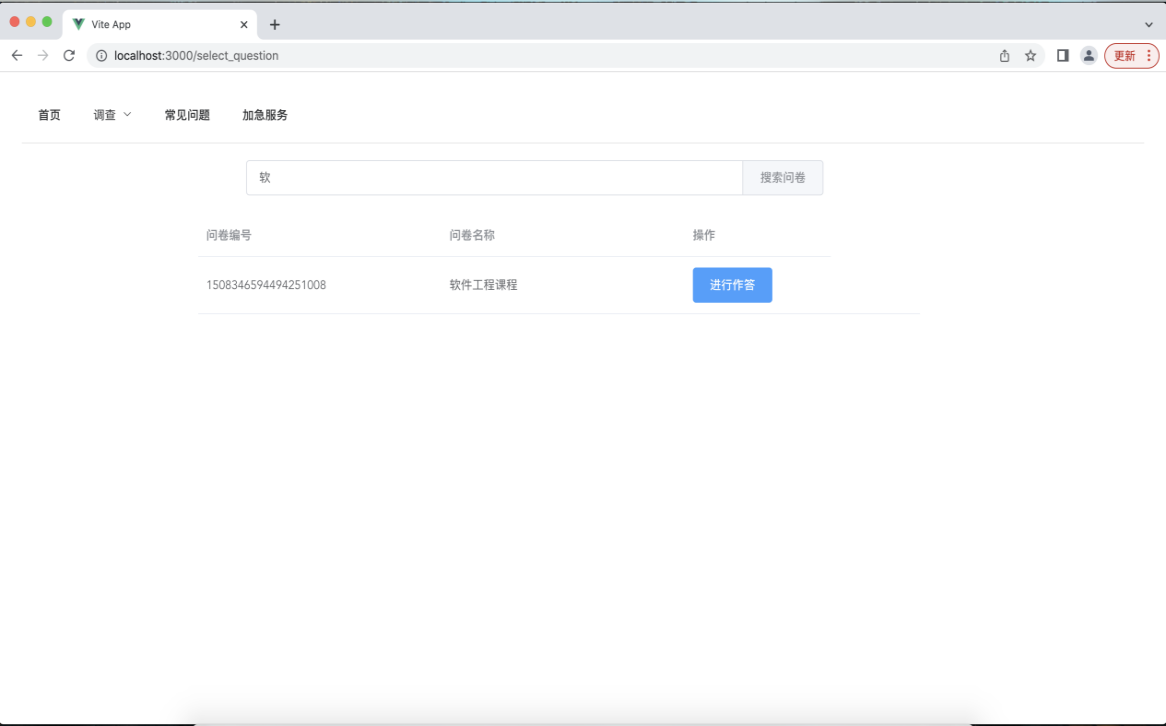 Vite App
localhost:3000/select_question
更新
首页 调查 常见问题 加急服务
软 搜索问卷
问卷编号 问卷名称 操作
1508346594494251008 软件工程课程 进行作答